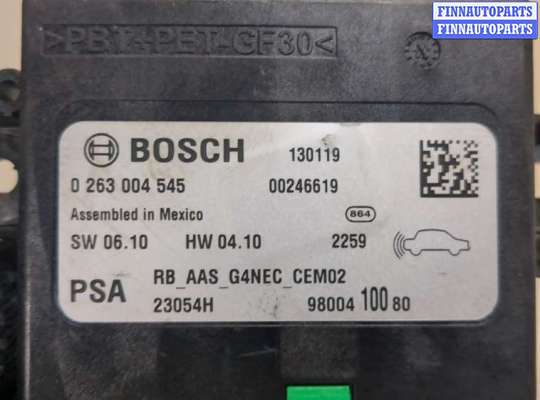 FINNAUTOPARTS
FINNAUTOPARTS
>PBT-PET-GF30<
BOSCH 130119
0 263 004 545 00246619
Assembled in Mexico 864
SW 06.10 HW 04.10 2259
PSA RB_AAS_G4NEC_CEM02
23054H 98004 100 80